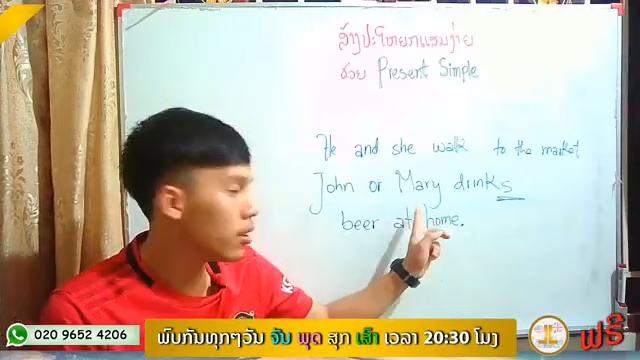 ສ້າງປະໂຫຍກແສນງ່າຍ
ດ້ວຍ Present Simple
He and she walk to the market
John or Mary drinks
beer at home.
020 9652 4206
ພົບກັນທຸກໆວັນ ຈັນ ພຸດ ສຸກ ເສົາ ເວລາ 20:30 ໂມງ
ຟຣີ